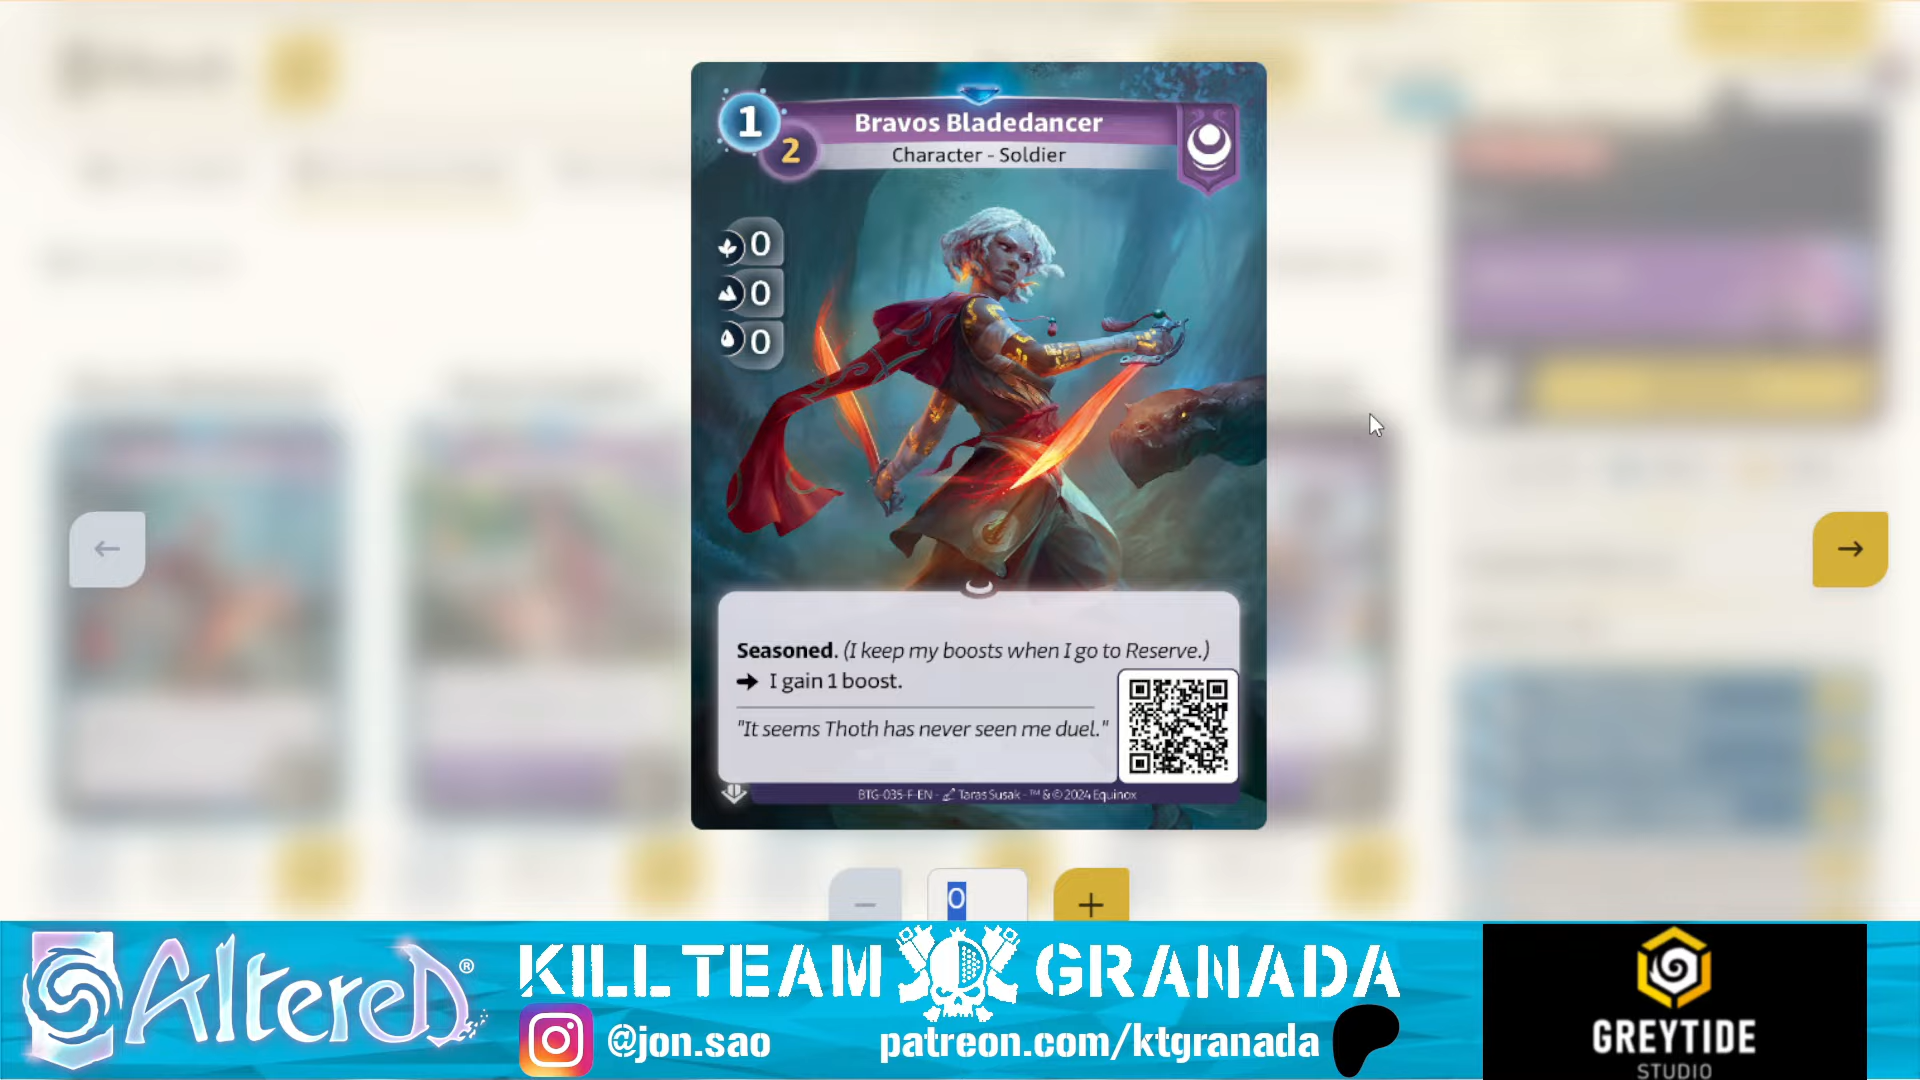 1
Bravos Bladedancer
2
Character - Soldier
0
0
0
Seasoned. (I keep my boosts when I go to Reserve.)
I gain 1 boost.
"It seems Thoth has never seen me duel."
BTG-035-F-EN - Taras Susak - ™ & © 2024 Equinox
0
Altered®
KILL TEAM GRANADA
@jon.sao
patreon.com/ktgranada
GREYTIDE
STUDIO